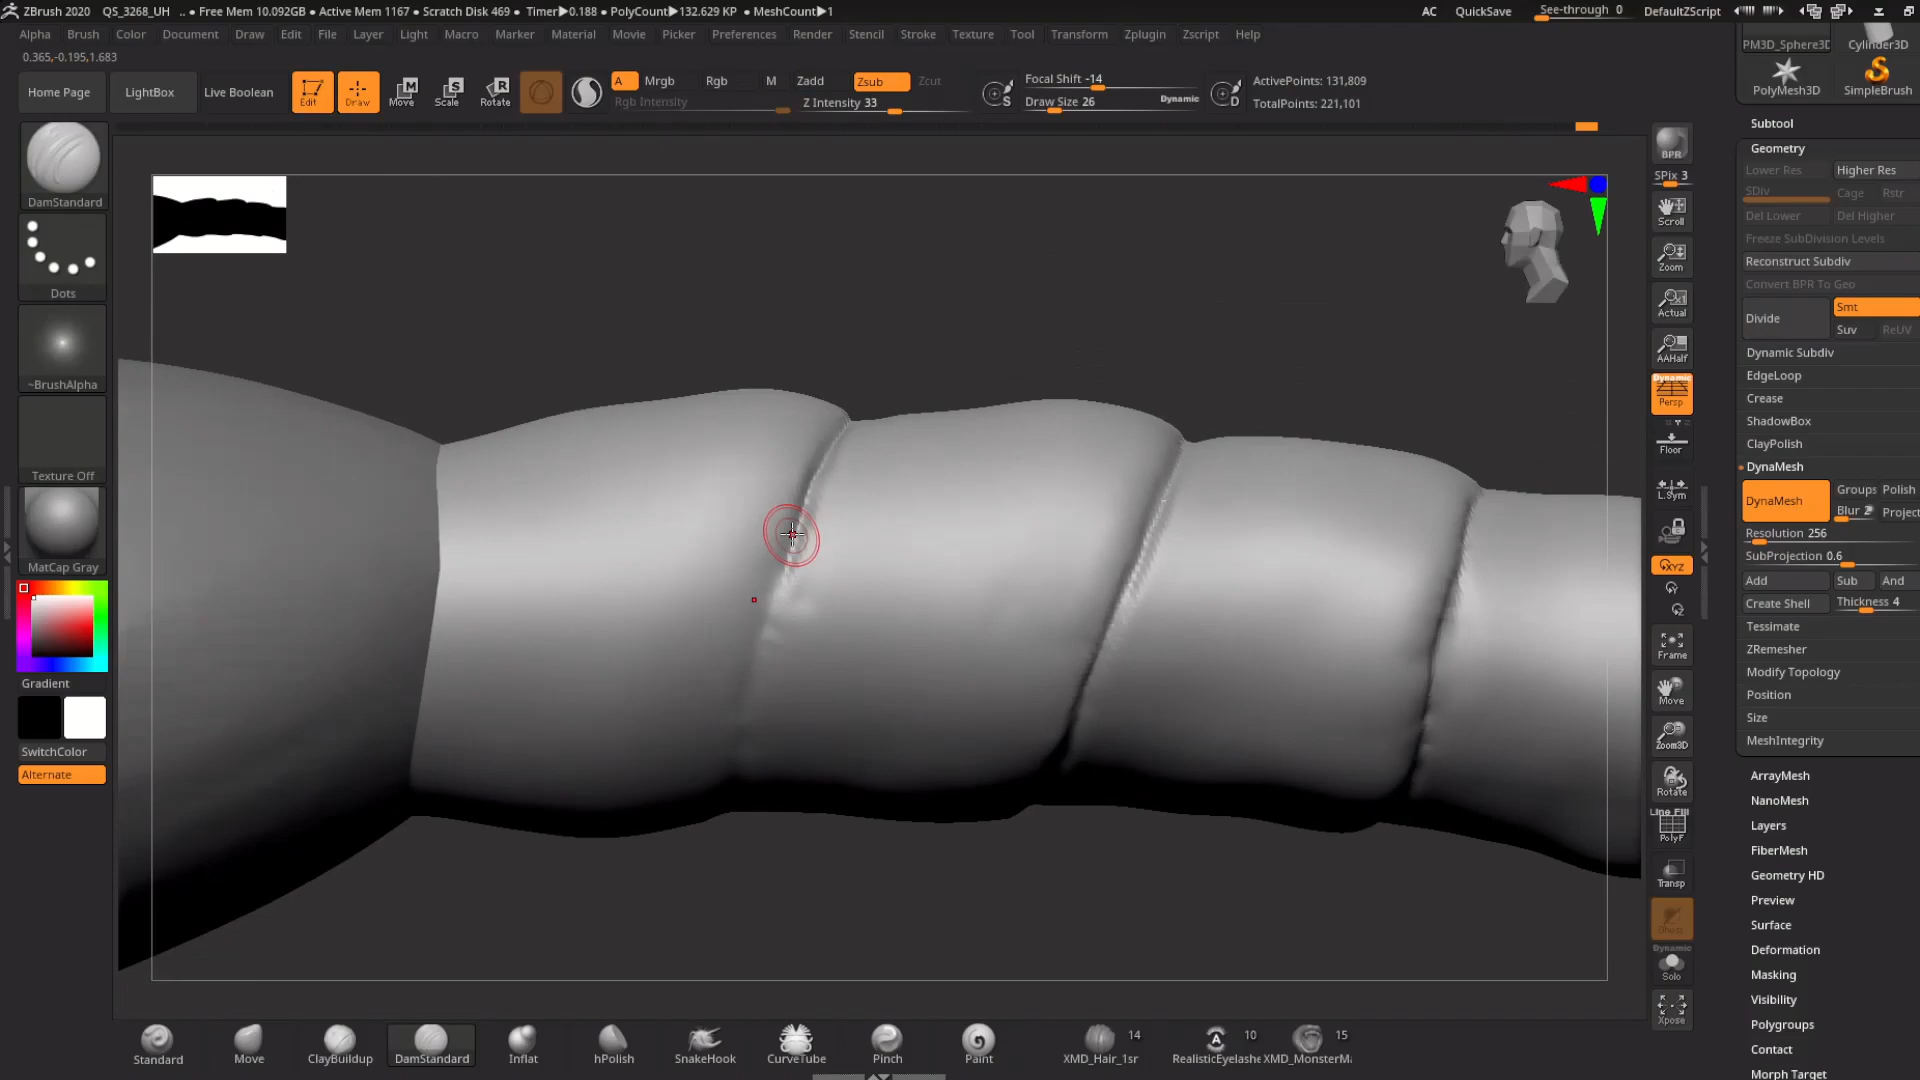 ZBrush 2020 QS_3268_UH .. • Free Mem 10.092GB • Active Mem 1167 • Scratch Disk 469 • Timer▶0.188 • PolyCount▶132.629 KP • MeshCount▶1 AC QuickSave See-through 0 DefaultZScript
Alpha Brush Color Document Draw Edit File Layer Light Macro Marker Material Movie Picker Preferences Render Stencil Stroke Texture Tool Transform Zplugin Zscript Help
0.365,-0.195,1.683
Home Page LightBox Live Boolean Edit Draw Move Scale Rotate
M S R
A Mrgb Rgb M Zadd Zsub Zcut
Rgb Intensity Z Intensity 33
S Focal Shift -14
Draw Size 26 Dynamic
D ActivePoints: 131,809
TotalPoints: 221,101
DamStandard
Dots
~BrushAlpha
Texture Off
MatCap Gray
Gradient
SwitchColor
Alternate
BPR
SPix 3
Scroll
Zoom
Actual
AAHalf
Dynamic
Persp
Floor
L.Sym
XYZ
Frame
Move
Zoom3D
Rotate
Line Fill
PolyF
Transp
Ghost
Dynamic
Solo
Xpose
PM3D_Sphere3D Cylinder3D
PolyMesh3D SimpleBrush
Subtool
Geometry
Lower Res Higher Res
SDiv Cage Rstr
Del Lower Del Higher
Freeze SubDivision Levels
Reconstruct Subdiv
Convert BPR To Geo
Divide Smt
Suv ReUV
Dynamic Subdiv
EdgeLoop
Crease
ShadowBox
ClayPolish
DynaMesh
DynaMesh Groups Polish
Blur 2 Project
Resolution 256
SubProjection 0.6
Add Sub And
Create Shell Thickness 4
Tessimate
ZRemesher
Modify Topology
Position
Size
MeshIntegrity
ArrayMesh
NanoMesh
Layers
FiberMesh
Geometry HD
Preview
Surface
Deformation
Masking
Visibility
Polygroups
Contact
Morph Target
14 10 15
Standard Move ClayBuildup DamStandard Inflat hPolish SnakeHook CurveTube Pinch Paint XMD_Hair_1sr RealisticEyelashe XMD_MonsterMa